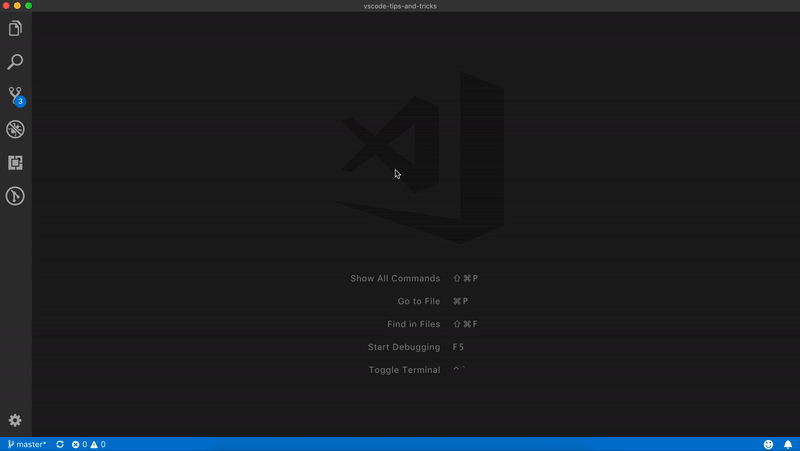 vscode-tips-and-tricks
3
Show All Commands ⇧⌘P
Go to File ⌘P
Find in Files ⇧⌘F
Start Debugging F5
Toggle Terminal ^`
master* 0 0